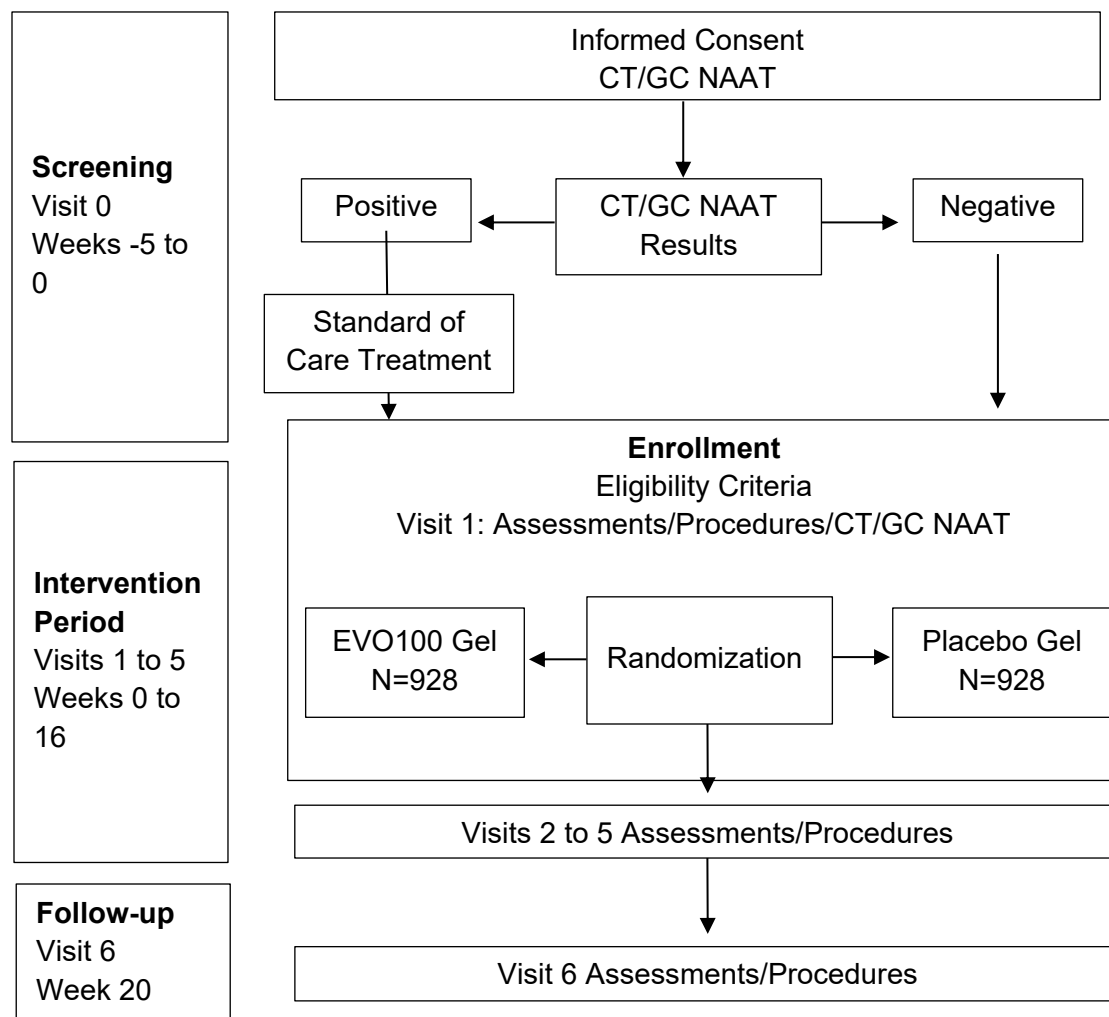 Informed Consent
CT/GC NAAT
Screening
Visit 0
Weeks -5 to
0
Positive
CT/GC NAAT
Results
Negative
Standard of
Care Treatment
Enrollment
Eligibility Criteria
Visit 1: Assessments/Procedures/CT/GC NAAT
Intervention
Period
Visits 1 to 5
Weeks 0 to
16
EVO100 Gel
N=928
Randomization
Placebo Gel
N=928
Visits 2 to 5 Assessments/Procedures
Follow-up
Visit 6
Week 20
Visit 6 Assessments/Procedures